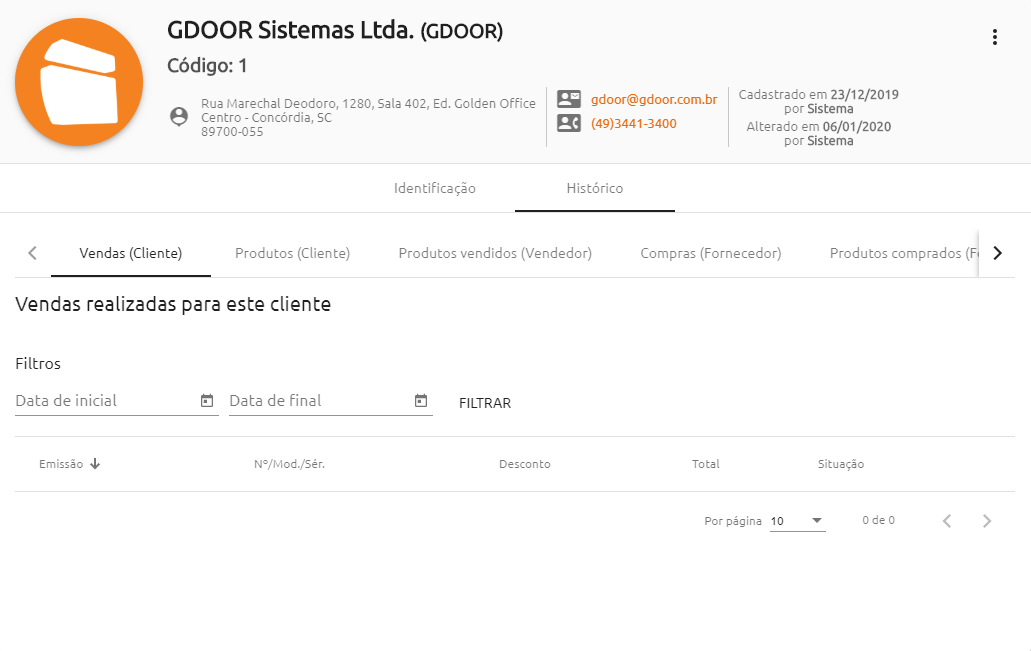 GDOOR Sistemas Ltda. (GDOOR)
Código: 1
Rua Marechal Deodoro, 1280, Sala 402, Ed. Golden Office
Centro - Concórdia, SC
89700-055
gdoor@gdoor.com.br
(49)3441-3400
Cadastrado em 23/12/2019
por Sistema
Alterado em 06/01/2020
por Sistema
Identificação Histórico
Vendas (Cliente) Produtos (Cliente) Produtos vendidos (Vendedor) Compras (Fornecedor) Produtos comprados (F
Vendas realizadas para este cliente
Filtros
Data de inicial Data de final FILTRAR
Emissão Nº/Mod./Sér. Desconto Total Situação
Por página 10 0 de 0